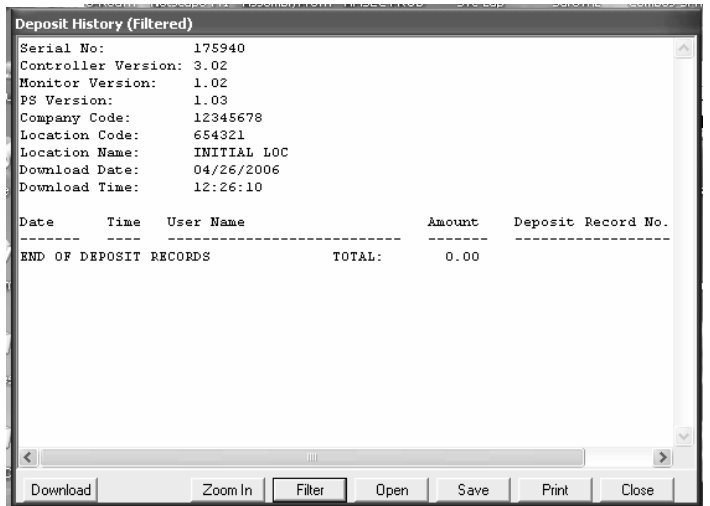 Deposit History (Filtered)
Serial No: 175940
Controller Version: 3.02
Monitor Version: 1.02
PS Version: 1.03
Company Code: 12345678
Location Code: 654321
Location Name: INITIAL LOC
Download Date: 04/26/2006
Download Time: 12:26:10
Date Time User Name Amount Deposit Record No.
------- ---- --------------------------- ------- ------------------
END OF DEPOSIT RECORDS TOTAL: 0.00
Download Zoom In Filter Open Save Print Close